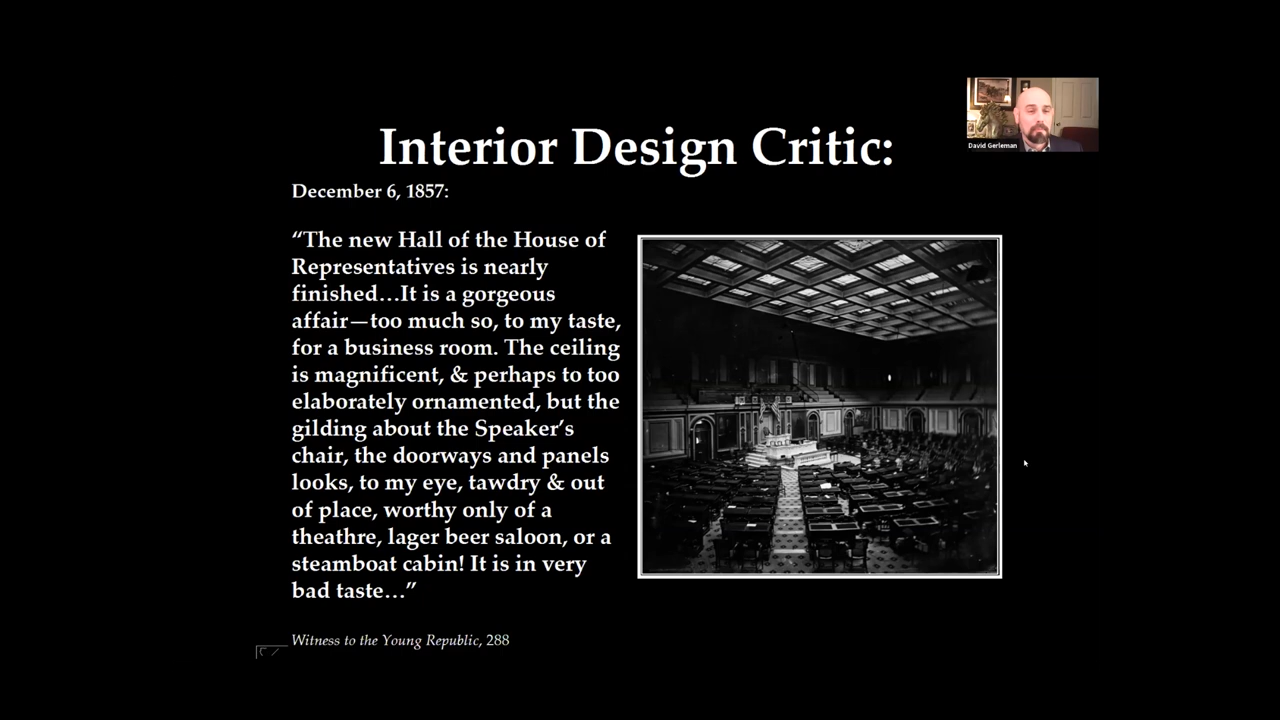 Interior Design Critic:
David Gerleman
December 6, 1857:
“The new Hall of the House of
Representatives is nearly
finished…It is a gorgeous
affair—too much so, to my taste,
for a business room. The ceiling
is magnificent, & perhaps to too
elaborately ornamented, but the
gilding about the Speaker’s
chair, the doorways and panels
looks, to my eye, tawdry & out
of place, worthy only of a
theathre, lager beer saloon, or a
steamboat cabin! It is in very
bad taste…”
Witness to the Young Republic, 288